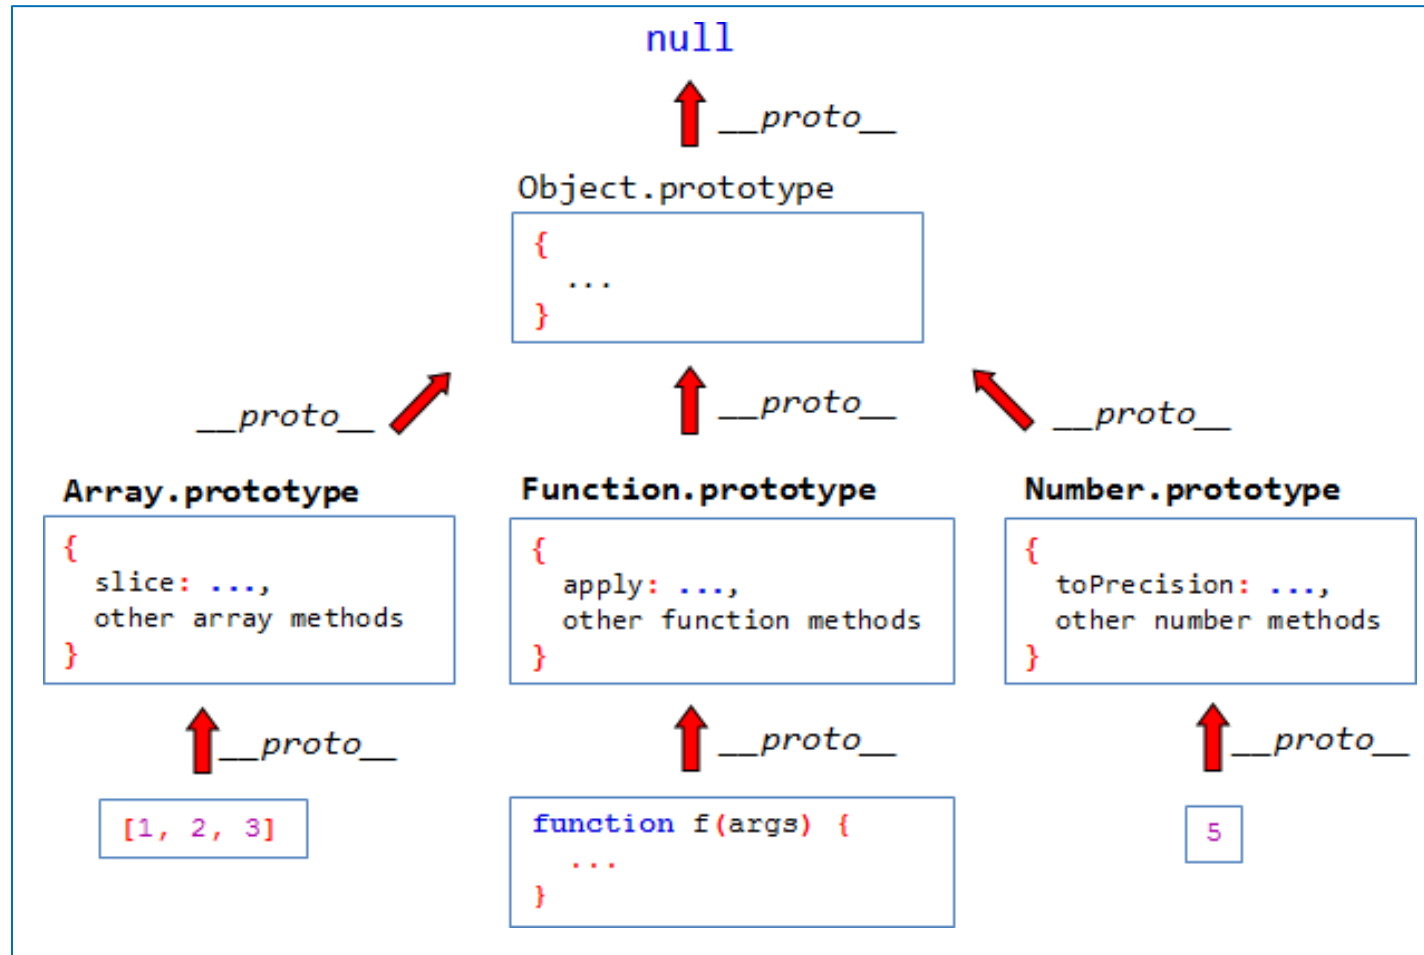 null
__proto__
Object.prototype
{
...
}
__proto__
__proto__
__proto__
Array.prototype
{
slice: ...,
other array methods
}
Function.prototype
{
apply: ...,
other function methods
}
Number.prototype
{
toPrecision: ...,
other number methods
}
__proto__
__proto__
__proto__
[1, 2, 3]
function f(args) {
...
}
5